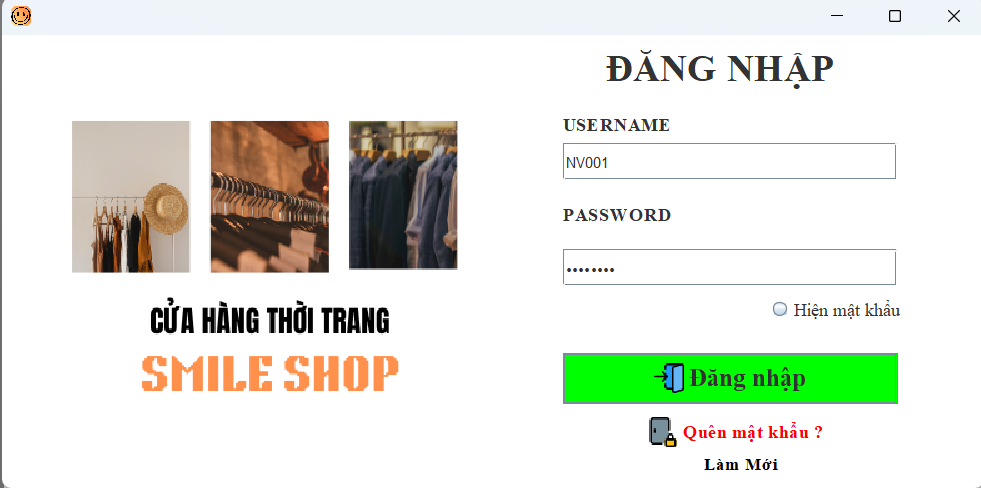 ĐĂNG NHẬP
USERNAME
NV001
PASSWORD
••••••••
Hiện mật khẩu
Đăng nhập
Quên mật khẩu ?
Làm Mới
CỬA HÀNG THỜI TRANG
SMILE SHOP